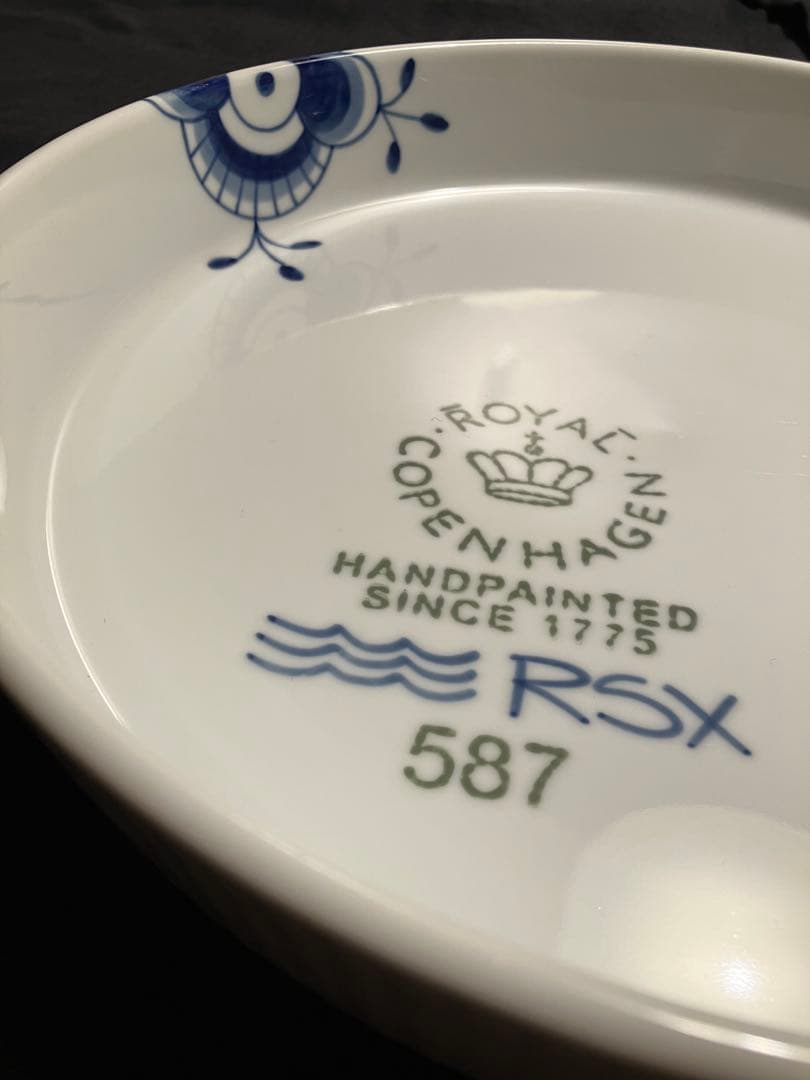 ROYAL
COPENHAGEN
HANDPAINTED
SINCE 1775
RSX
587